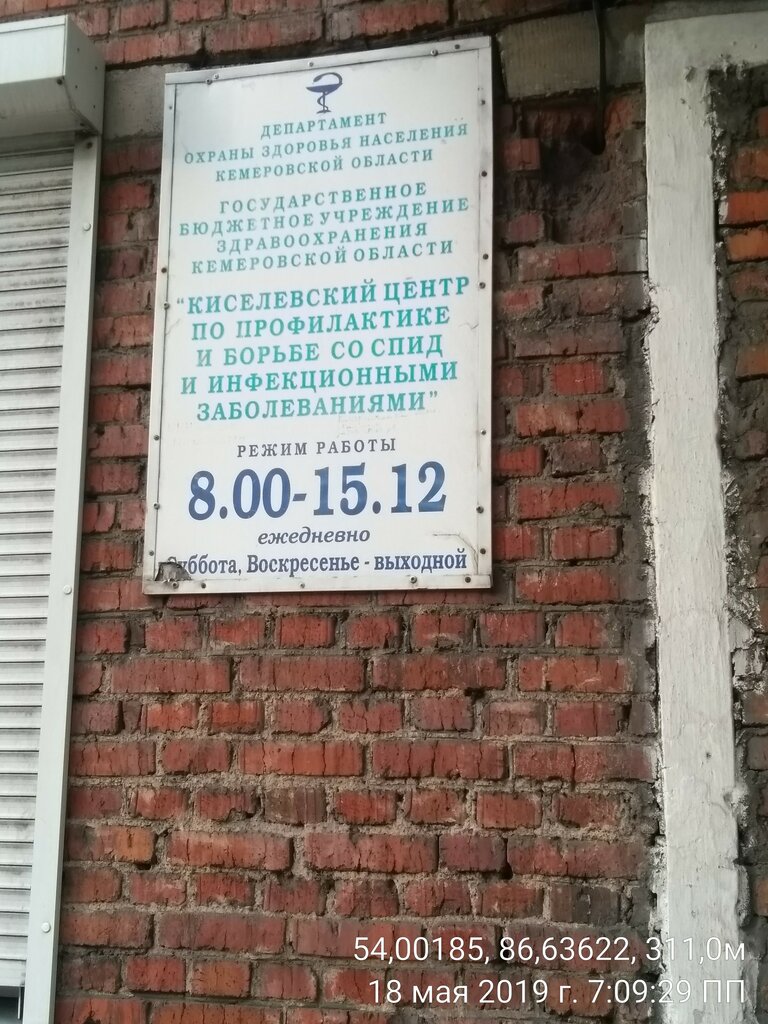 ДЕПАРТАМЕНТ
ОХРАНЫ ЗДОРОВЬЯ НАСЕЛЕНИЯ
КЕМЕРОВСКОЙ ОБЛАСТИ
ГОСУДАРСТВЕННОЕ
БЮДЖЕТНОЕ УЧРЕЖДЕНИЕ
ЗДРАВООХРАНЕНИЯ
КЕМЕРОВСКОЙ ОБЛАСТИ
"КИСЕЛЕВСКИЙ ЦЕНТР
ПО ПРОФИЛАКТИКЕ
И БОРЬБЕ СО СПИД
И ИНФЕКЦИОННЫМИ
ЗАБОЛЕВАНИЯМИ"
РЕЖИМ РАБОТЫ
8.00-15.12
ежедневно
Суббота, Воскресенье - выходной
54,00185, 86,63622, 311,0м
18 мая 2019 г. 7:09:29 ПП